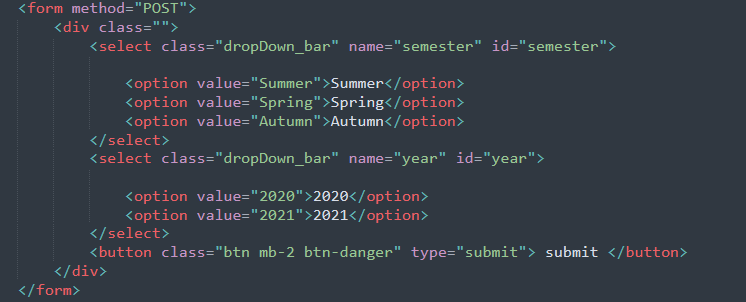 <form method="POST">
<div class="">
<select class="dropDown_bar" name="semester" id="semester">
<option value="Summer">Summer</option>
<option value="Spring">Spring</option>
<option value="Autumn">Autumn</option>
</select>
<select class="dropDown_bar" name="year" id="year">
<option value="2020">2020</option>
<option value="2021">2021</option>
</select>
<button class="btn mb-2 btn-danger" type="submit"> submit </button>
</div>
</form>